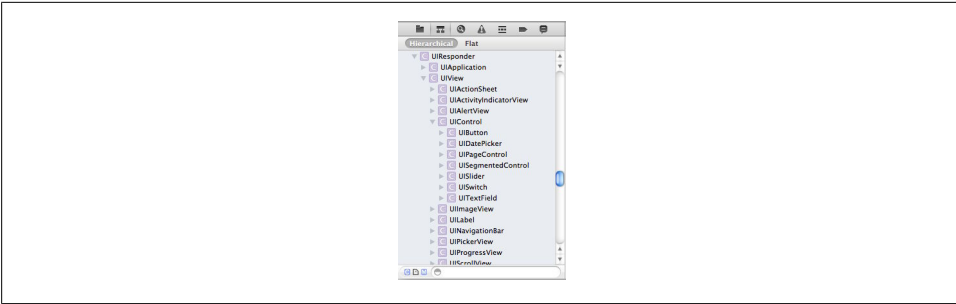 Hierarchical Flat
C UIResponder
C UIApplication
C UIView
C UIActionSheet
C UIActivityIndicatorView
C UIAlertView
C UIControl
C UIButton
C UIDatePicker
C UIPageControl
C UISegmentedControl
C UISlider
C UISwitch
C UITextField
C UIImageView
C UILabel
C UINavigationBar
C UIPickerView
C UIProgressView
C UIScrollView